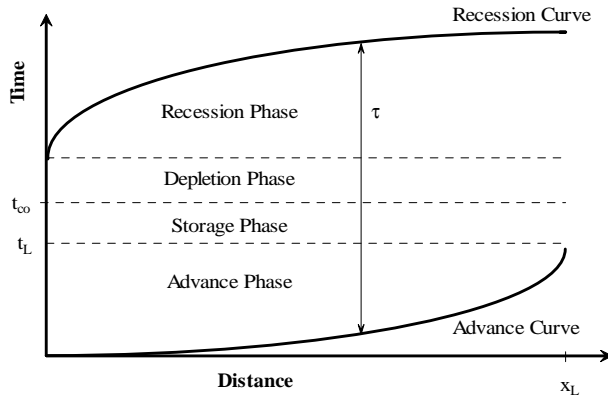 Recession Curve
Time
Recession Phase
τ
Depletion Phase
t_co
Storage Phase
t_L
Advance Phase
Advance Curve
Distance
x_L